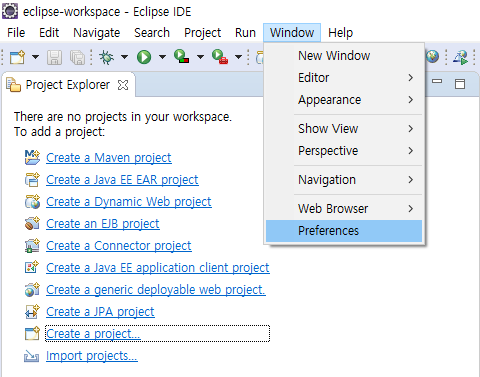 eclipse-workspace - Eclipse IDE
File Edit Navigate Search Project Run Window Help
New Window
Editor
Appearance
Show View
Perspective
Navigation
Web Browser
Preferences
Project Explorer
There are no projects in your workspace.
To add a project:
Create a Maven project
Create a Java EE EAR project
Create a Dynamic Web project
Create an EJB project
Create a Connector project
Create a Java EE application client project
Create a generic deployable web project.
Create a JPA project
Create a project...
Import projects...